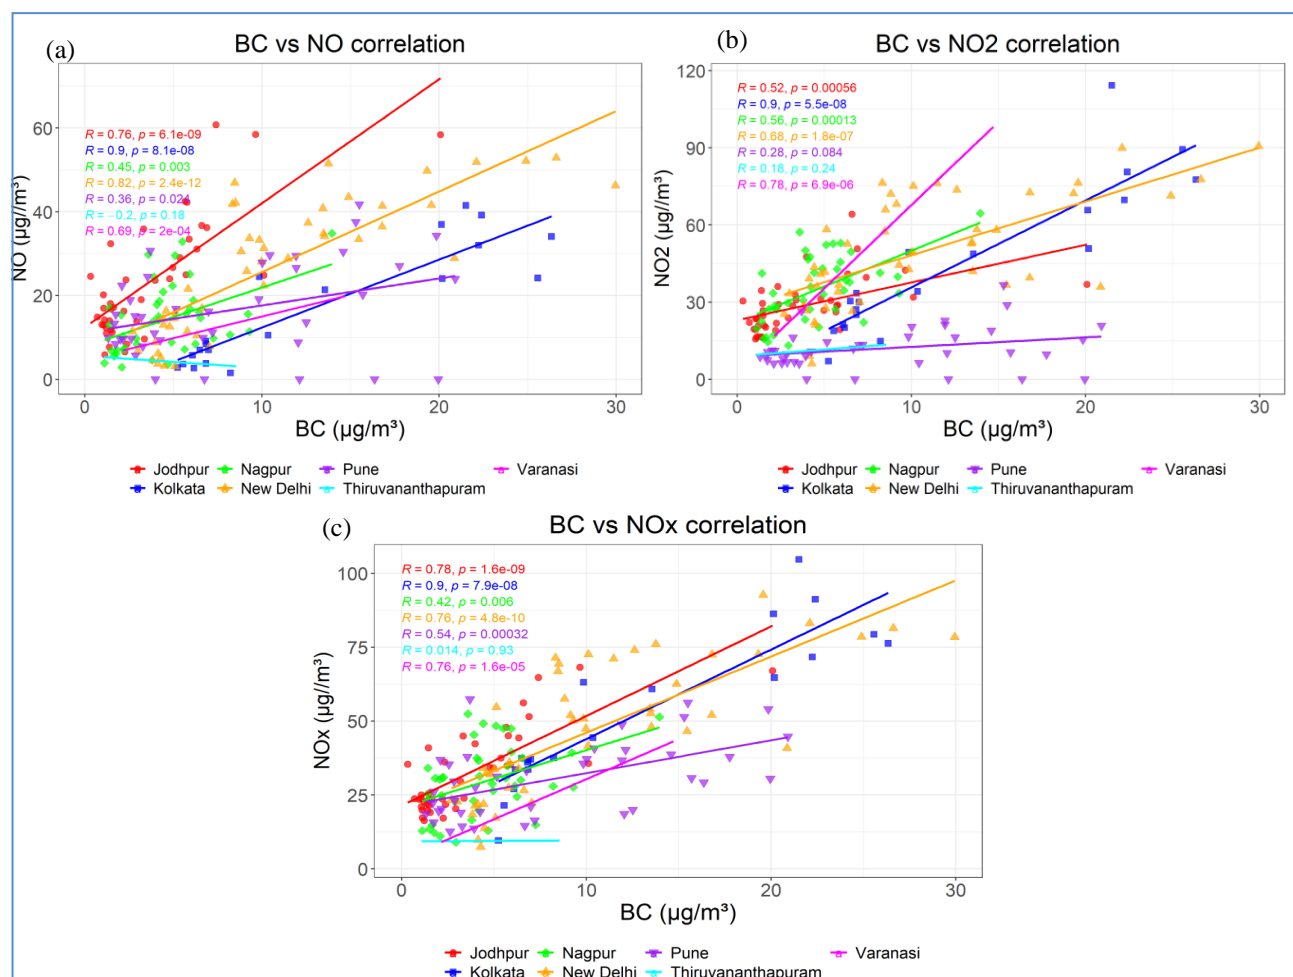 (a)
BC vs NO correlation
R = 0.76, p = 6.1e-09
R = 0.9, p = 8.1e-08
R = 0.45, p = 0.003
R = 0.82, p = 2.4e-12
R = 0.36, p = 0.024
R = -0.2, p = 0.18
R = 0.69, p = 2e-04
NO (µg//m³)
60
40
20
0
0 10 20 30
BC (µg/m³)
Jodhpur Nagpur Pune Varanasi
Kolkata New Delhi Thiruvananthapuram
(b)
BC vs NO2 correlation
R = 0.52, p = 0.00056
R = 0.9, p = 5.5e-08
R = 0.56, p = 0.00013
R = 0.68, p = 1.8e-07
R = 0.28, p = 0.084
R = 0.18, p = 0.24
R = 0.78, p = 6.9e-06
NO2 (µg//m³)
120
90
60
30
0
0 10 20 30
BC (µg/m³)
Jodhpur Nagpur Pune Varanasi
Kolkata New Delhi Thiruvananthapuram
(c)
BC vs NOx correlation
R = 0.78, p = 1.6e-09
R = 0.9, p = 7.9e-08
R = 0.42, p = 0.006
R = 0.76, p = 4.8e-10
R = 0.54, p = 0.00032
R = 0.014, p = 0.93
R = 0.76, p = 1.6e-05
NOx (µg//m³)
100
75
50
25
0
0 10 20 30
BC (µg/m³)
Jodhpur Nagpur Pune Varanasi
Kolkata New Delhi Thiruvananthapuram